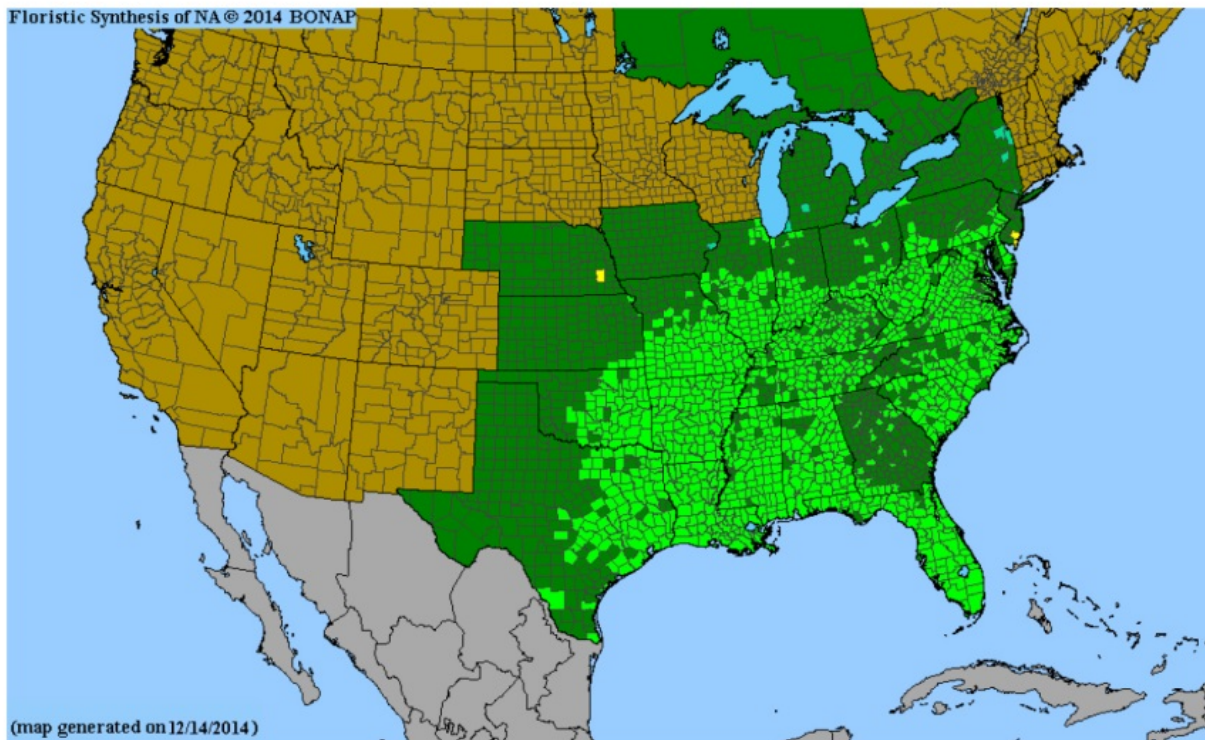 Floristic Synthesis of NA © 2014 BONAP
(map generated on 12/14/2014)